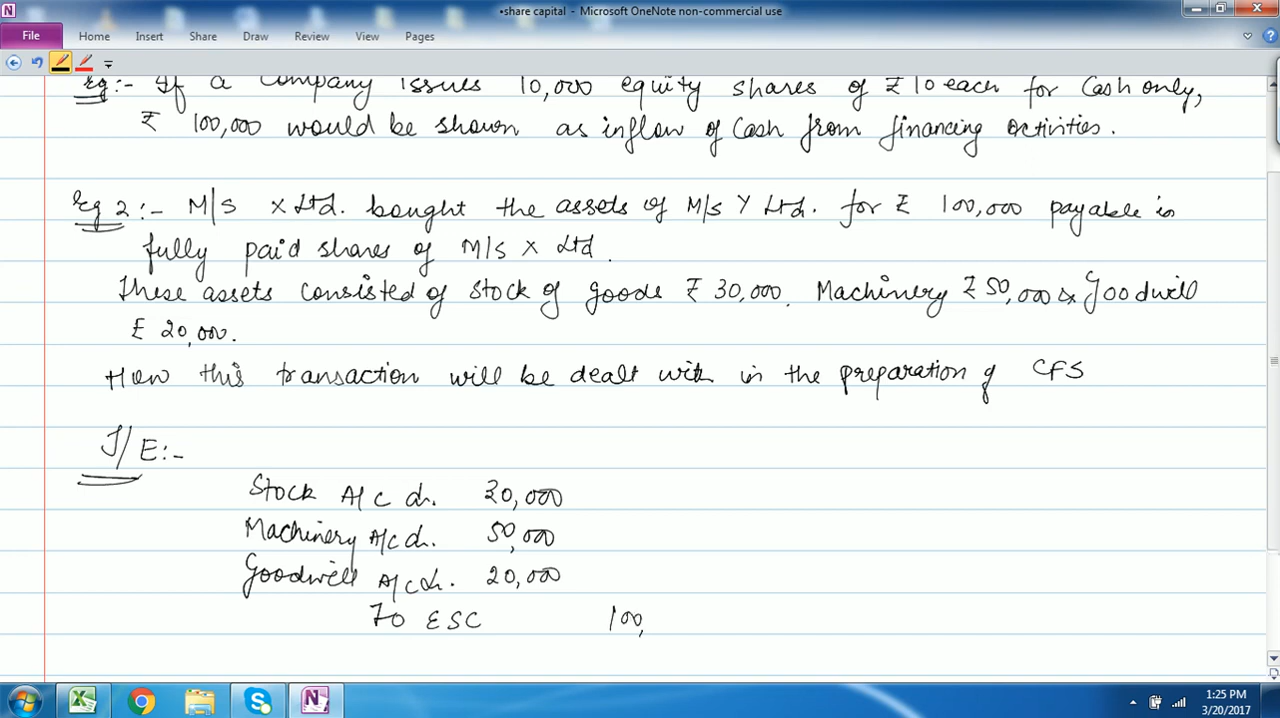 •share capital - Microsoft OneNote non-commercial use
File Home Insert Share Draw Review View Pages
Eg:- If a Company issues 10,000 equity shares of ₹ 10 each for Cash only,
₹ 100,000 would be shown as inflow of Cash from financing activities.
Eg 2:- M/S X Ltd. bought the assets of M/s Y Ltd. for ₹ 100,000 payable in
fully paid shares of M/s X Ltd.
These assets consisted of stock of goods ₹ 30,000. Machinery ₹ 50,000 & Goodwill
₹ 20,000.
How this transaction will be dealt with in the preparation of CFS
J/E:-
Stock A/c dr. 30,000
Machinery A/c dr. 50,000
Goodwill A/c dr. 20,000
To ESC 100,
1:25 PM
3/20/2017